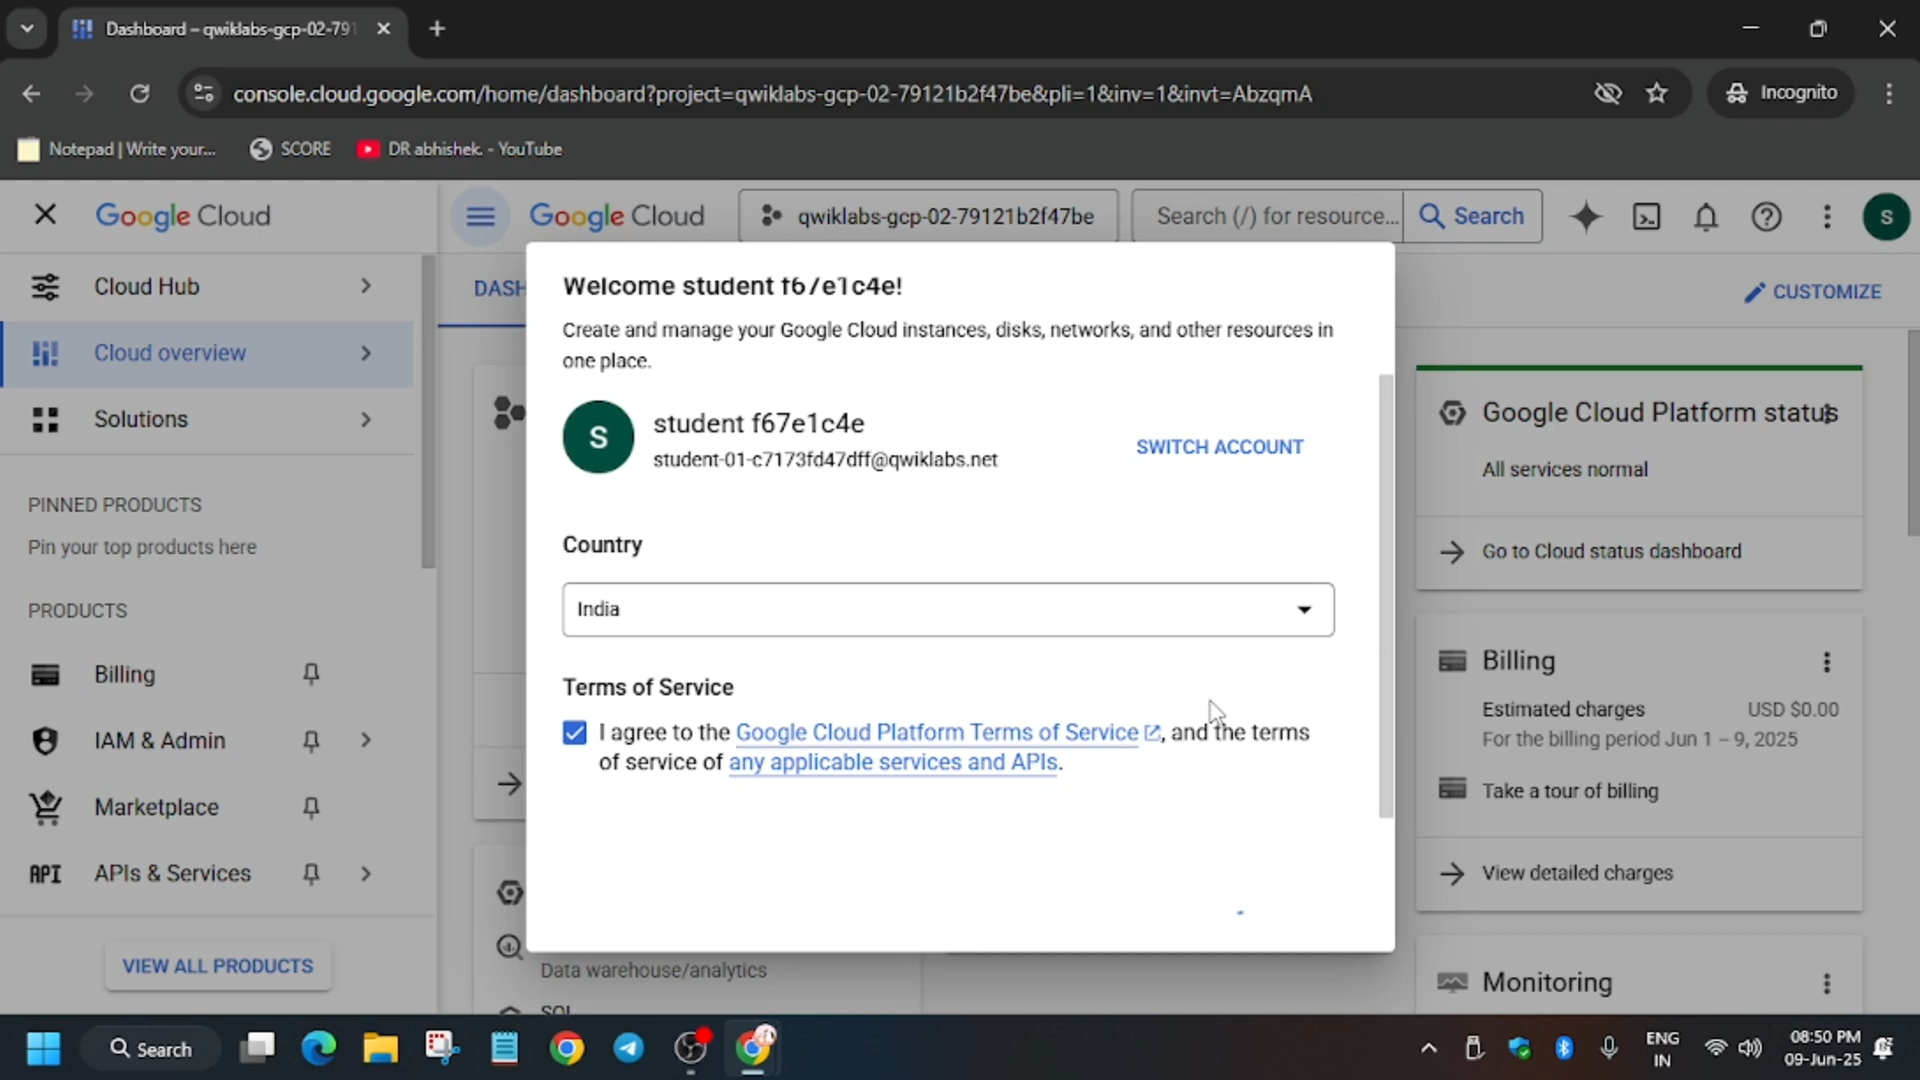 Dashboard – qwiklabs-gcp-02-791
console.cloud.google.com/home/dashboard?project=qwiklabs-gcp-02-79121b2f47be&pli=1&inv=1&invt=AbzqmA
Incognito
Notepad | Write your...
SCORE
DR abhishek. - YouTube
Google Cloud
Google Cloud
qwiklabs-gcp-02-79121b2f47be
Search (/) for resource...
Search
S
Cloud Hub
Cloud overview
Solutions
PINNED PRODUCTS
Pin your top products here
PRODUCTS
Billing
IAM & Admin
Marketplace
API APIs & Services
VIEW ALL PRODUCTS
DASH
CUSTOMIZE
Welcome student f67e1c4e!
Create and manage your Google Cloud instances, disks, networks, and other resources in
one place.
S
student f67e1c4e
student-01-c7173fd47dff@qwiklabs.net
SWITCH ACCOUNT
Country
India
Terms of Service
I agree to the Google Cloud Platform Terms of Service, and the terms
of service of any applicable services and APIs.
Data warehouse/analytics
SQL
Google Cloud Platform status
All services normal
Go to Cloud status dashboard
Billing
Estimated charges USD $0.00
For the billing period Jun 1 – 9, 2025
Take a tour of billing
View detailed charges
Monitoring
Search
ENG
IN
08:50 PM
09-Jun-25